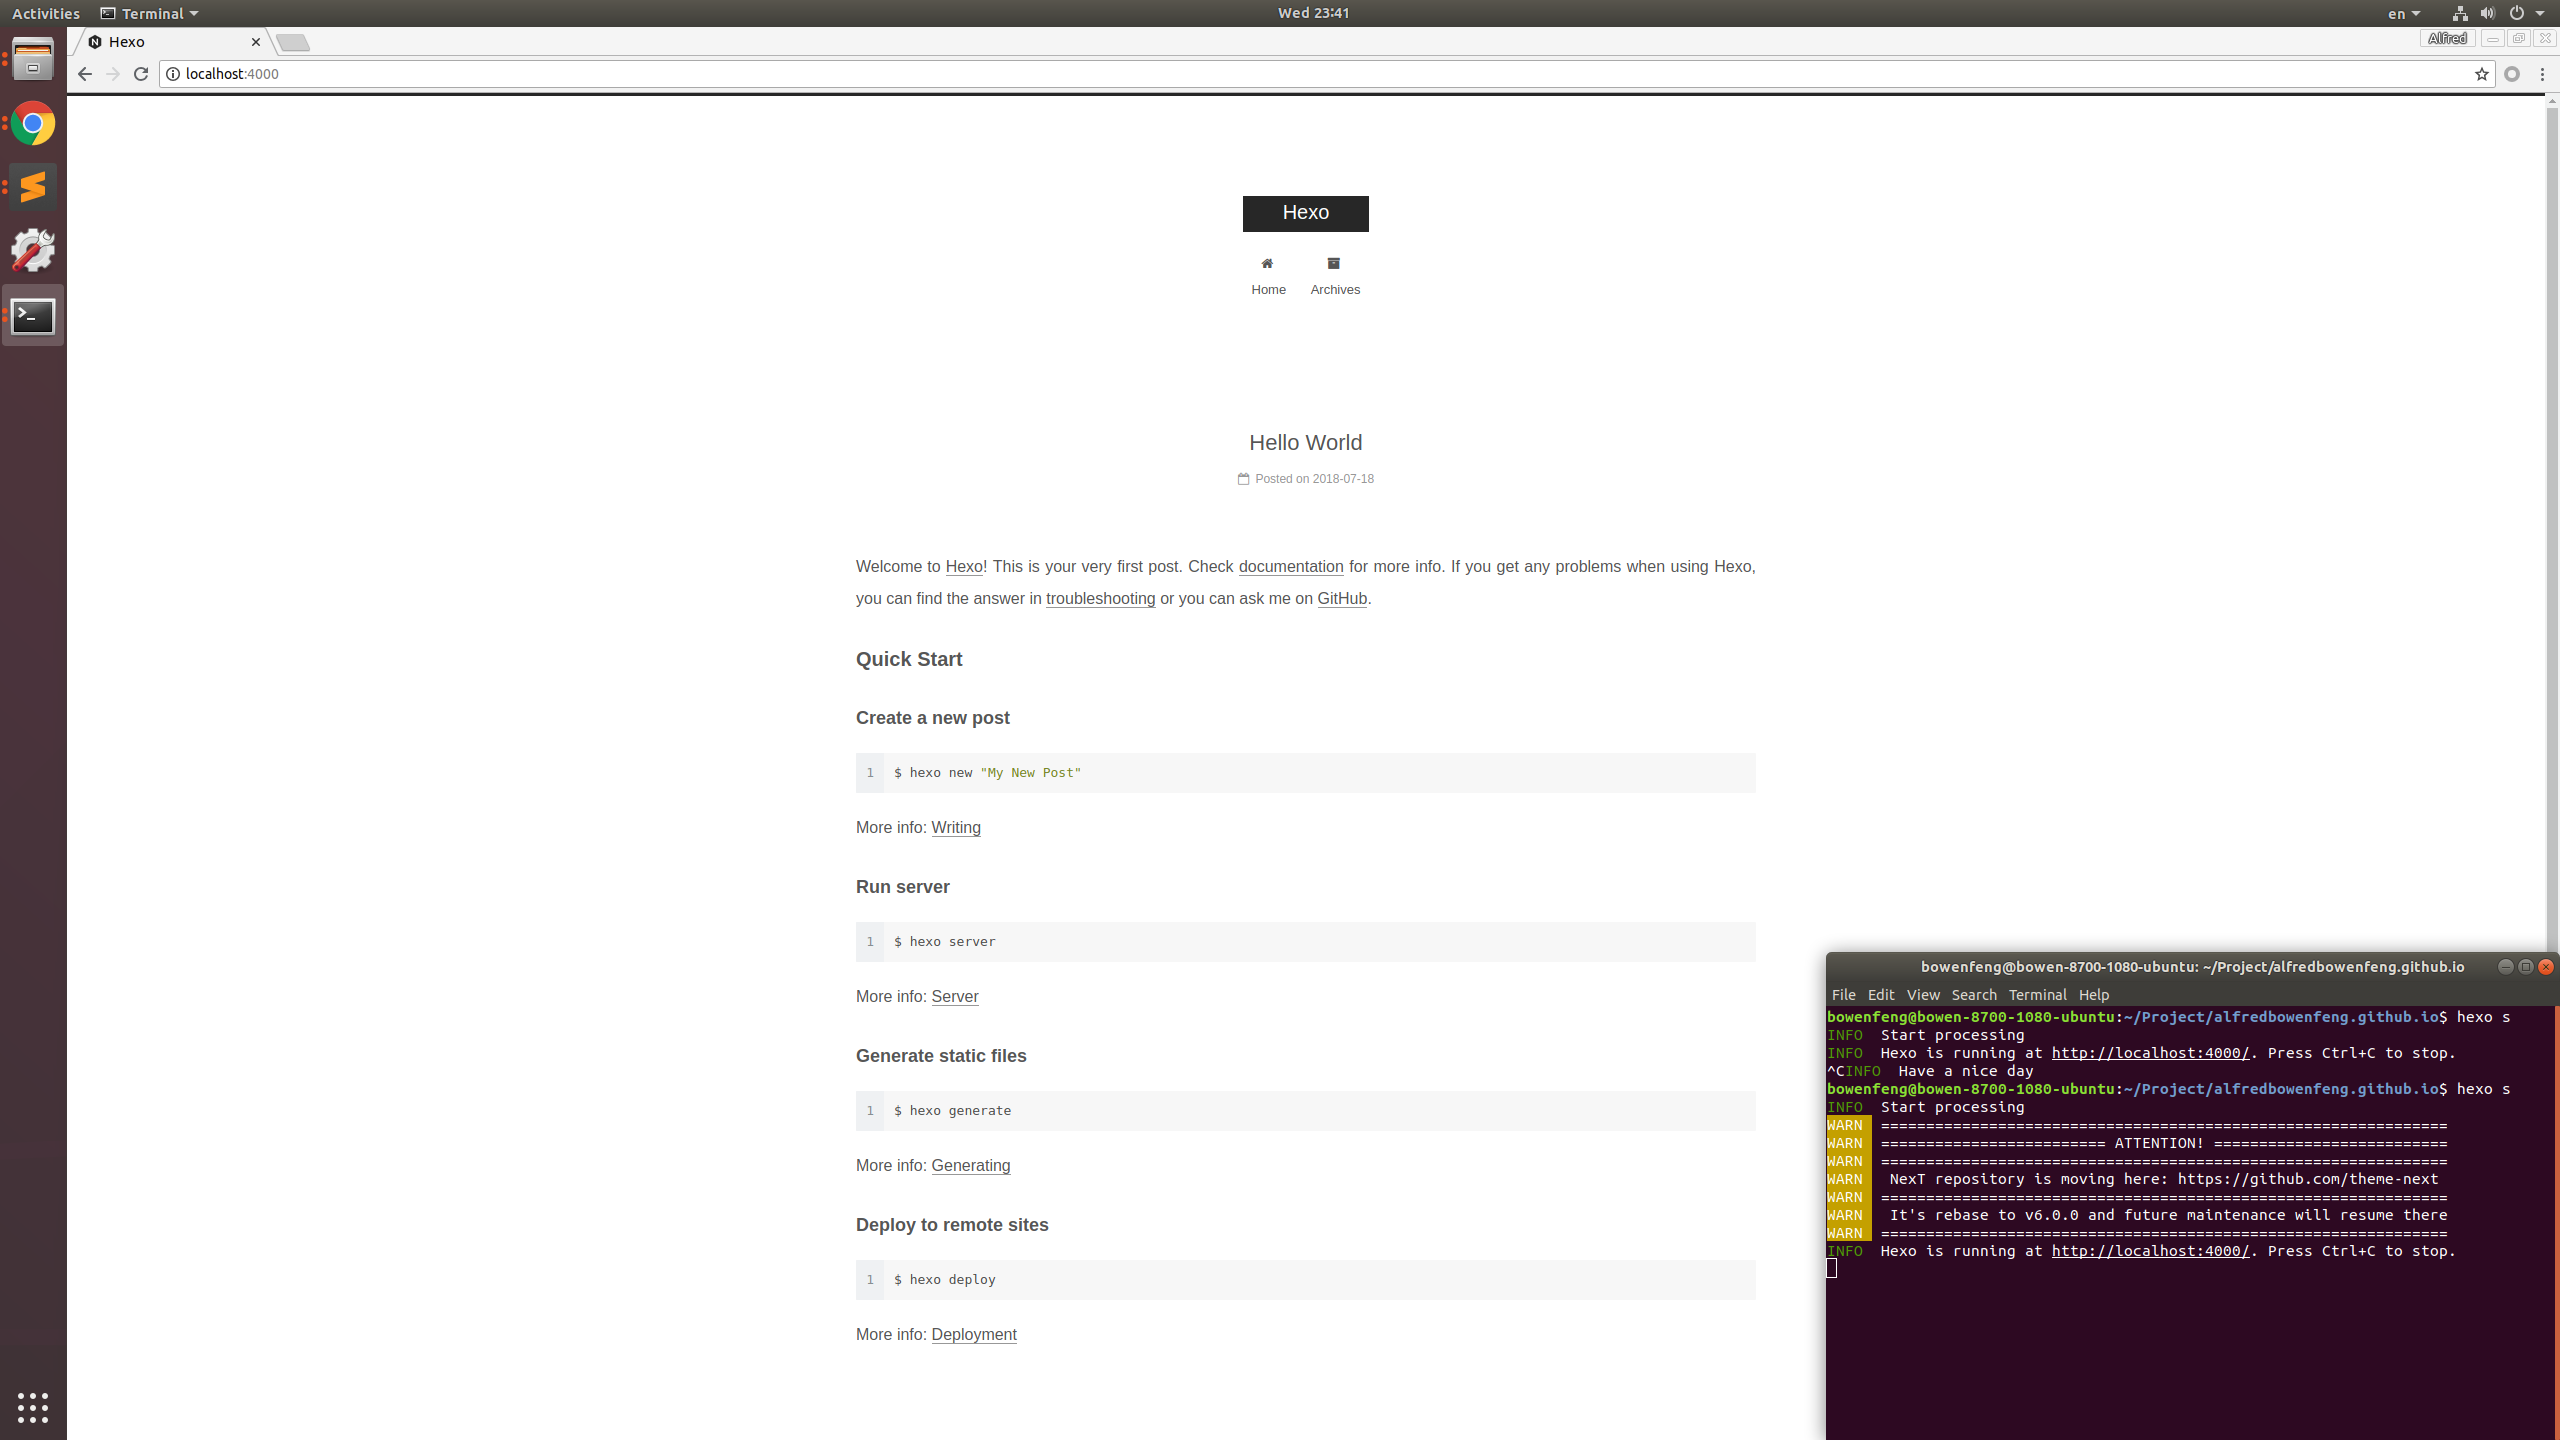 Activities Terminal Wed 23:41 en
Hexo Alfred
localhost:4000
Hexo
Home Archives
Hello World
Posted on 2018-07-18
Welcome to Hexo! This is your very first post. Check documentation for more info. If you get any problems when using Hexo,
you can find the answer in troubleshooting or you can ask me on GitHub.
Quick Start
Create a new post
1 $ hexo new "My New Post"
More info: Writing
Run server
1 $ hexo server
More info: Server
Generate static files
1 $ hexo generate
More info: Generating
Deploy to remote sites
1 $ hexo deploy
More info: Deployment
bowenfeng@bowen-8700-1080-ubuntu: ~/Project/alfredbowenfeng.github.io
File Edit View Search Terminal Help
bowenfeng@bowen-8700-1080-ubuntu:~/Project/alfredbowenfeng.github.io$ hexo s
INFO  Start processing
INFO  Hexo is running at http://localhost:4000/. Press Ctrl+C to stop.
^CINFO  Have a nice day
bowenfeng@bowen-8700-1080-ubuntu:~/Project/alfredbowenfeng.github.io$ hexo s
INFO  Start processing
WARN  ===============================================================
WARN  ========================= ATTENTION! ==========================
WARN  ===============================================================
WARN   NexT repository is moving here: https://github.com/theme-next
WARN  ===============================================================
WARN   It's rebase to v6.0.0 and future maintenance will resume there
WARN  ===============================================================
INFO  Hexo is running at http://localhost:4000/. Press Ctrl+C to stop.